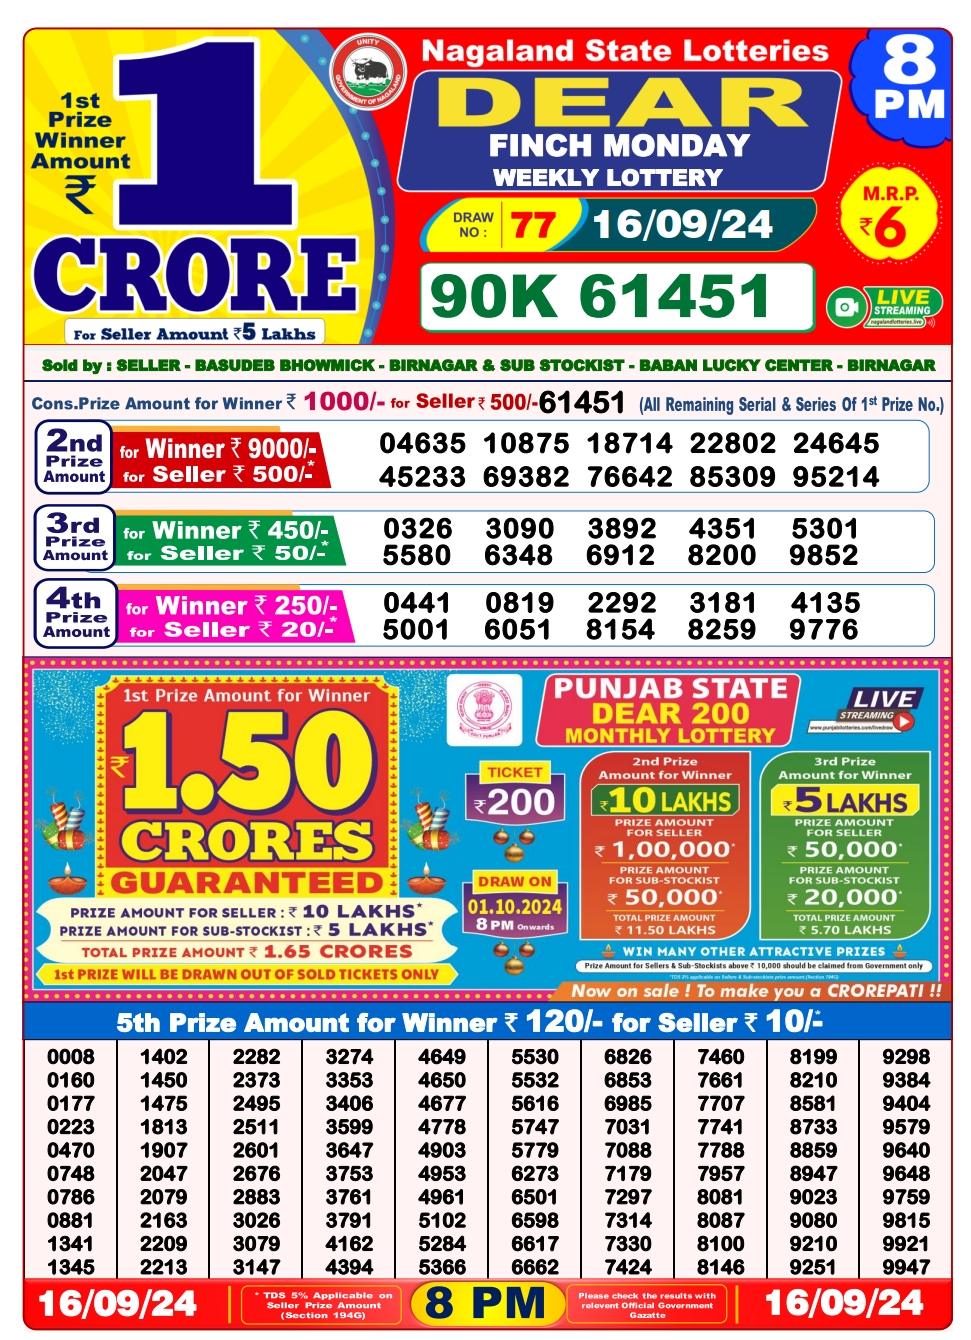 1st
Prize
Winner
Amount
₹
1
CRORE
For Seller Amount ₹5 Lakhs
UNITY
GOVERNMENT OF NAGALAND
Nagaland State Lotteries
DEAR
FINCH MONDAY
WEEKLY LOTTERY
8
PM
DRAW NO : 77 16/09/24
M.R.P.
₹6
90K 61451
LIVE
STREAMING
nagalandlotteries.live
Sold by : SELLER - BASUDEB BHOWMICK - BIRNAGAR & SUB STOCKIST - BABAN LUCKY CENTER - BIRNAGAR
Cons.Prize Amount for Winner ₹ 1000/- for Seller ₹ 500/- 61451 (All Remaining Serial & Series Of 1st Prize No.)
2nd
Prize
Amount
for Winner ₹ 9000/-
for Seller ₹ 500/-*
04635 10875 18714 22802 24645
45233 69382 76642 85309 95214
3rd
Prize
Amount
for Winner ₹ 450/-
for Seller ₹ 50/-*
0326 3090 3892 4351 5301
5580 6348 6912 8200 9852
4th
Prize
Amount
for Winner ₹ 250/-
for Seller ₹ 20/-*
0441 0819 2292 3181 4135
5001 6051 8154 8259 9776
1st Prize Amount for Winner
₹1.50
CRORES
GUARANTEED
PRIZE AMOUNT FOR SELLER : ₹ 10 LAKHS*
PRIZE AMOUNT FOR SUB-STOCKIST : ₹ 5 LAKHS*
TOTAL PRIZE AMOUNT ₹ 1.65 CRORES
1st PRIZE WILL BE DRAWN OUT OF SOLD TICKETS ONLY
PUNJAB STATE
DEAR 200
MONTHLY LOTTERY
LIVE
STREAMING
www.punjablotteries.com/livedraw
TICKET
₹200
DRAW ON
01.10.2024
8 PM Onwards
2nd Prize
Amount for Winner
₹10 LAKHS
PRIZE AMOUNT
FOR SELLER
₹ 1,00,000*
PRIZE AMOUNT
FOR SUB-STOCKIST
₹ 50,000*
TOTAL PRIZE AMOUNT
₹ 11.50 LAKHS
3rd Prize
Amount for Winner
₹5 LAKHS
PRIZE AMOUNT
FOR SELLER
₹ 50,000*
PRIZE AMOUNT
FOR SUB-STOCKIST
₹ 20,000*
TOTAL PRIZE AMOUNT
₹ 5.70 LAKHS
WIN MANY OTHER ATTRACTIVE PRIZES
Prize Amount for Sellers & Sub-Stockists above ₹ 10,000 should be claimed from Government only
Now on sale ! To make you a CROREPATI !!
5th Prize Amount for Winner ₹ 120/- for Seller ₹ 10/-*
0008 1402 2282 3274 4649 5530 6826 7460 8199 9298
0160 1450 2373 3353 4650 5532 6853 7661 8210 9384
0177 1475 2495 3406 4677 5616 6985 7707 8581 9404
0223 1813 2511 3599 4778 5747 7031 7741 8733 9579
0470 1907 2601 3647 4903 5779 7088 7788 8859 9640
0748 2047 2676 3753 4953 6273 7179 7957 8947 9648
0786 2079 2883 3761 4961 6501 7297 8081 9023 9759
0881 2163 3026 3791 5102 6598 7314 8087 9080 9815
1341 2209 3079 4162 5284 6617 7330 8100 9210 9921
1345 2213 3147 4394 5366 6662 7424 8146 9251 9947
16/09/24
* TDS 5% Applicable on
Seller Prize Amount
(Section 194G)
8 PM
Please check the results with
relevent Official Government
Gazatte
16/09/24